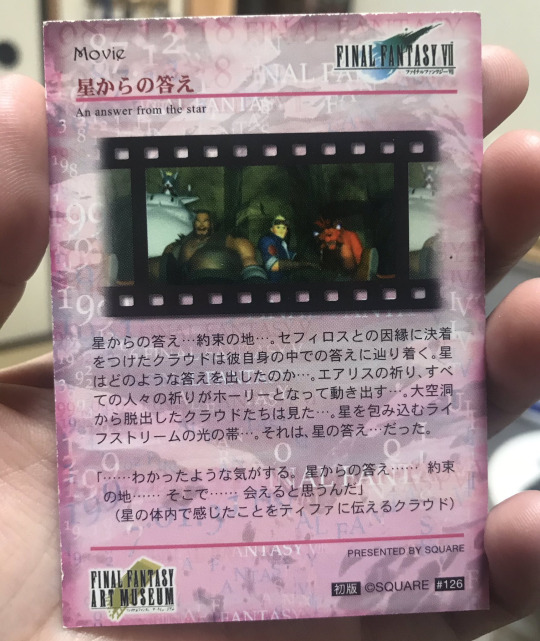 Movie
FINAL FANTASY VII
ファイナルファンタジーVII
星からの答え
An answer from the star
星からの答え…約束の地…。セフィロスとの因縁に決着
をつけたクラウドは彼自身の中での答えに辿り着く。星
はどのような答えを出したのか…。エアリスの祈り、すべ
ての人々の祈りがホーリーとなって動き出す…。大空洞
から脱出したクラウドたちは見た…。星を包み込むライ
フストリームの光の帯…。それは、星の答え…だった。
「……わかったような気がする。星からの答え…… 約束
の地…… そこで…… 会えると思うんだ」
（星の体内で感じたことをティファに伝えるクラウド）
PRESENTED BY SQUARE
FINAL FANTASY
ART MUSEUM
初版 ©SQUARE #126